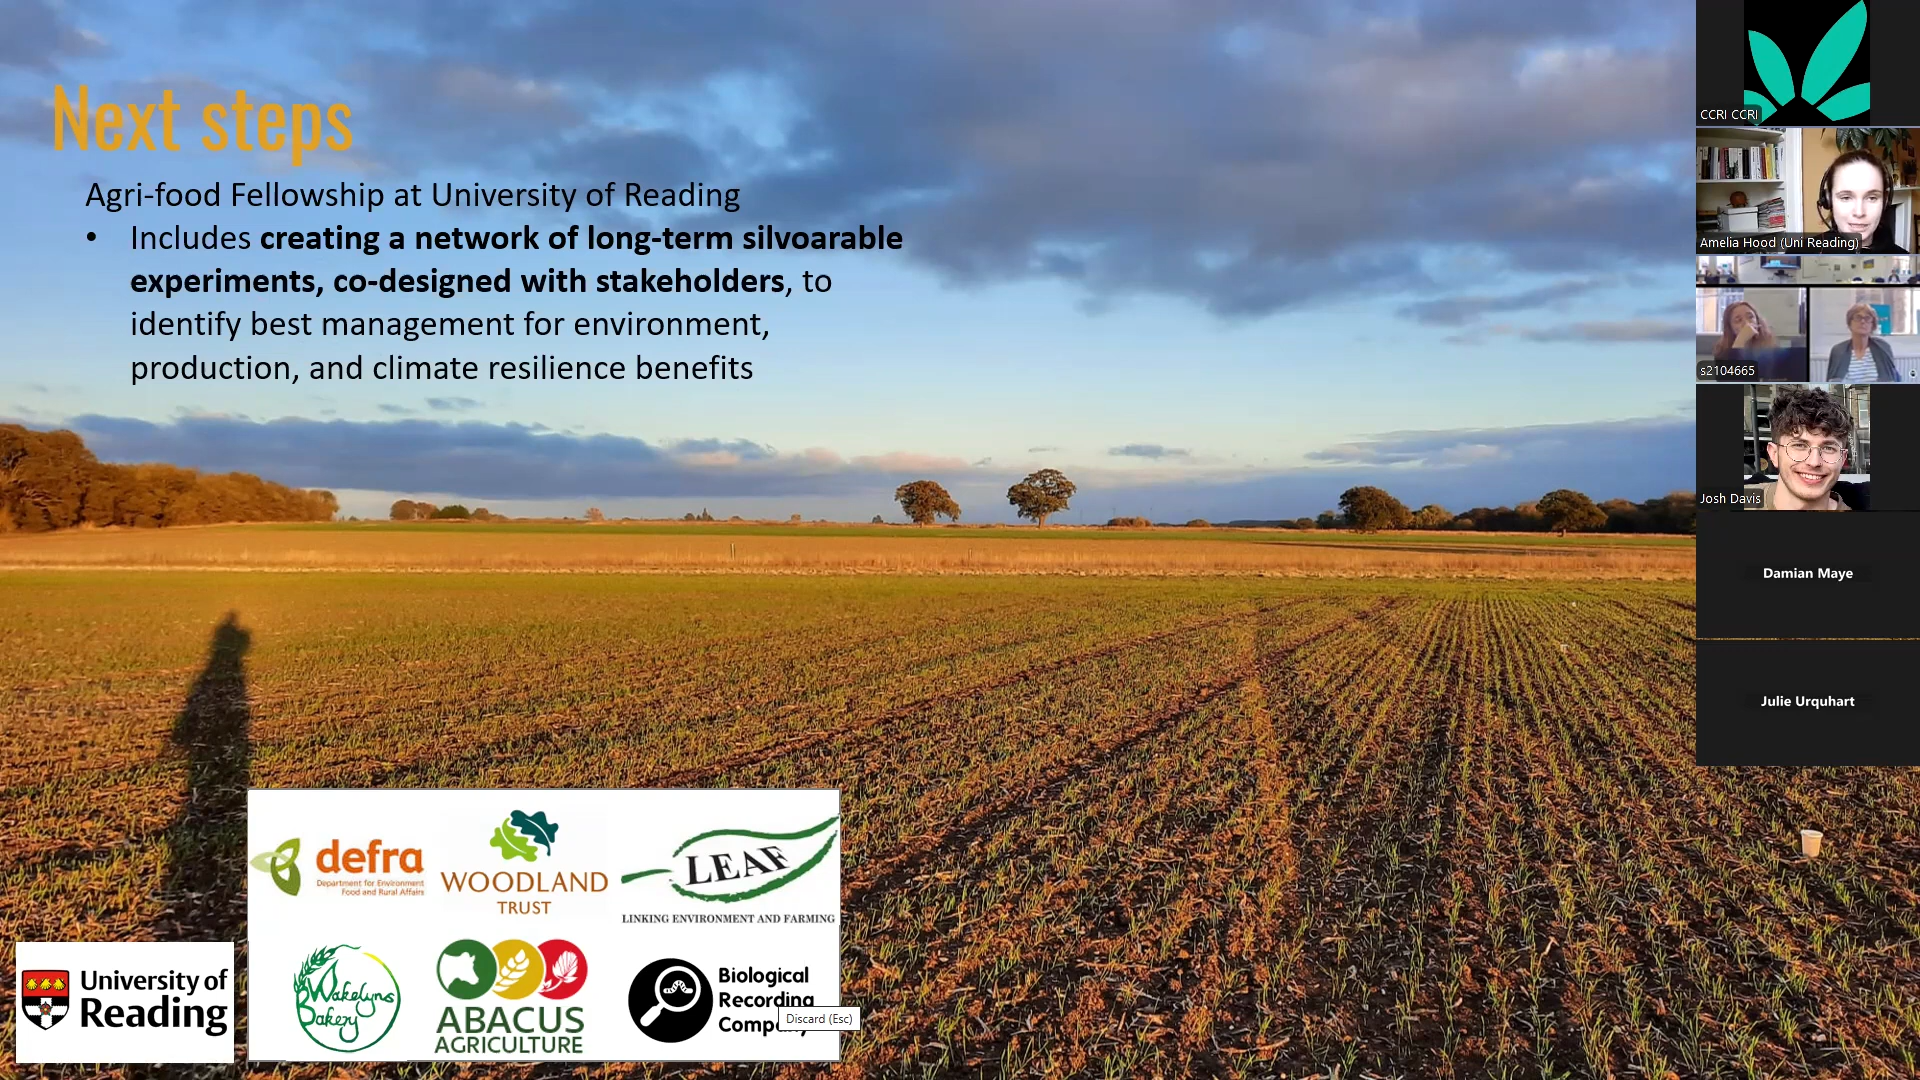 Next steps
Agri-food Fellowship at University of Reading
• Includes creating a network of long-term silvoarable
experiments, co-designed with stakeholders, to
identify best management for environment,
production, and climate resilience benefits
defra
Department for Environment
Food and Rural Affairs
WOODLAND
TRUST
LEAF
LINKING ENVIRONMENT AND FARMING
University of
Reading
Wakelyns
Bakery
ABACUS
AGRICULTURE
Biological
Recording
Discard (Esc)
CCRI CCRI
Amelia Hood (Uni Reading)
s2104665
Josh Davis
Damian Maye
Julie Urquhart